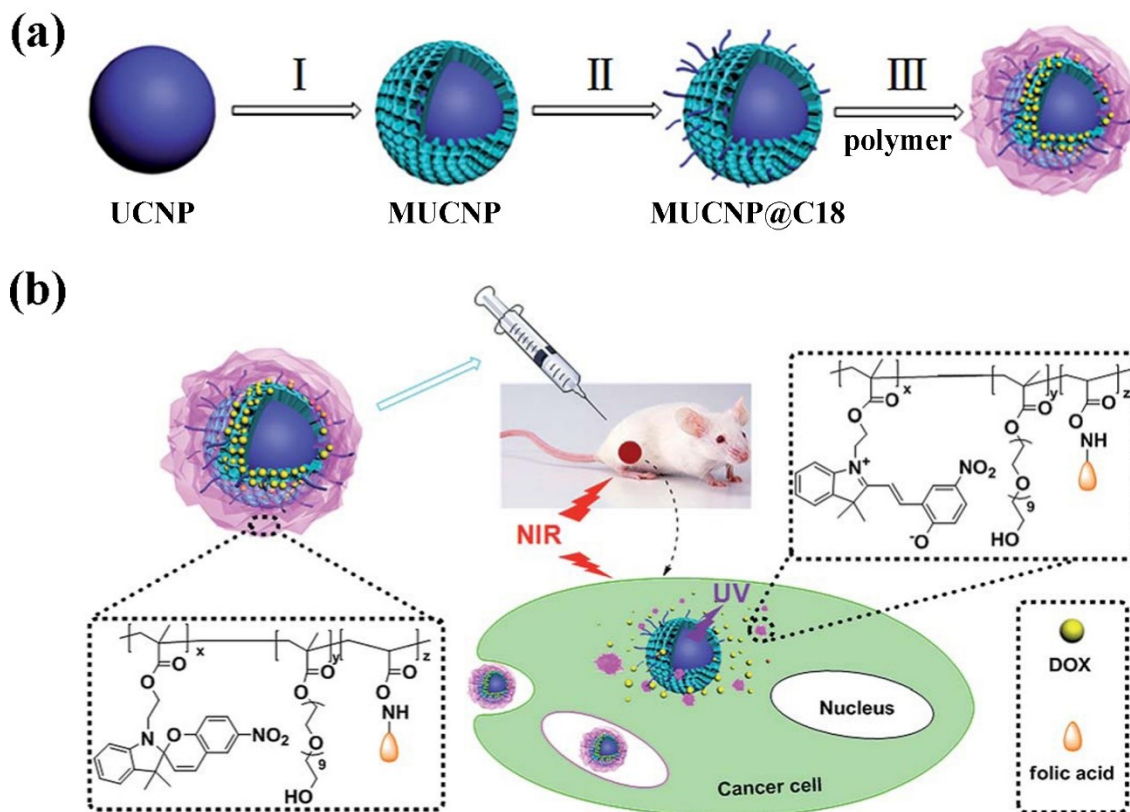 (a)
I
II
III
polymer
UCNP
MUCNP
MUCNP@C18
(b)
NIR
UV
Nucleus
Cancer cell
x
y
z
O
O
O
O
O
O
NH
N
O
NO2
O
9
HO
x
y
z
O
O
O
O
O
O
NH
N+
NO2
-O
O
9
HO
DOX
folic acid